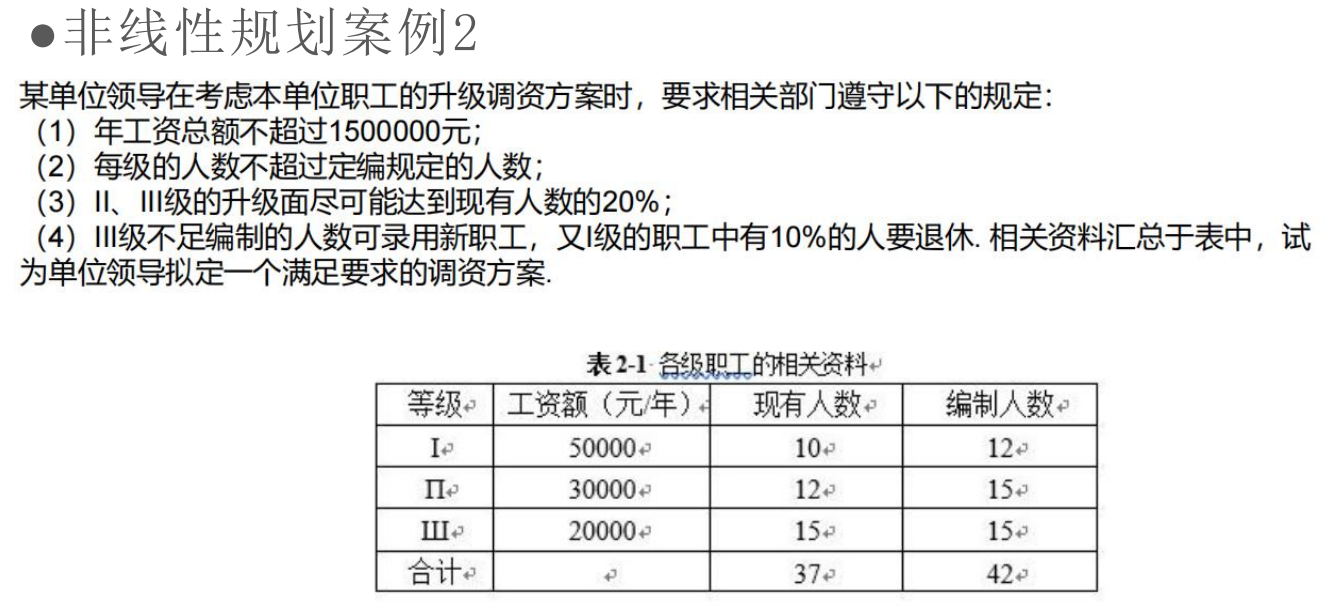 ●非线性规划案例2
某单位领导在考虑本单位职工的升级调资方案时，要求相关部门遵守以下的规定：
（1）年工资总额不超过1500000元；
（2）每级的人数不超过定编规定的人数；
（3）II、III级的升级面尽可能达到现有人数的20%；
（4）III级不足编制的人数可录用新职工，又I级的职工中有10%的人要退休. 相关资料汇总于表中，试
为单位领导拟定一个满足要求的调资方案.
表 2-1 各级职工的相关资料↵
等级↵ 工资额（元/年）↵ 现有人数↵ 编制人数↵
I↵ 50000↵ 10↵ 12↵
Π↵ 30000↵ 12↵ 15↵
Ш↵ 20000↵ 15↵ 15↵
合计↵ ↵ 37↵ 42↵